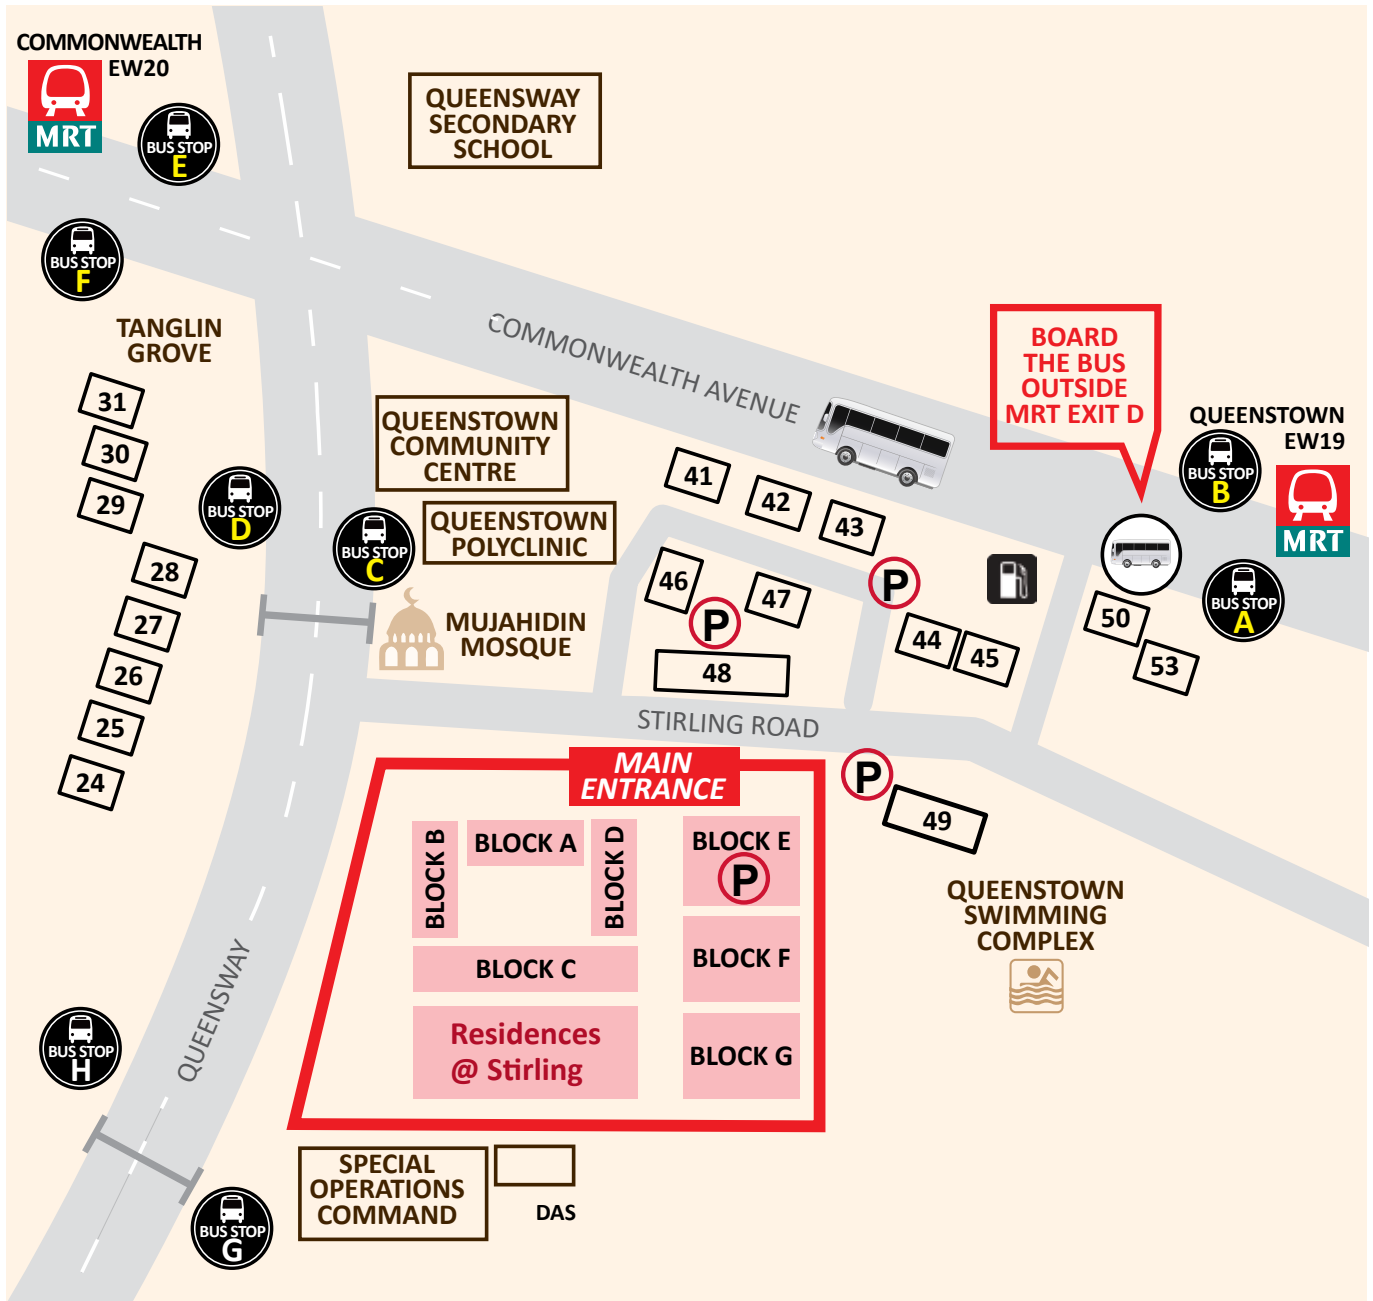 COMMONWEALTH
EW20
MRT
BUS STOP
E
QUEENSWAY
SECONDARY
SCHOOL
BUS STOP
F
TANGLIN
GROVE
COMMONWEALTH AVENUE
BOARD
THE BUS
OUTSIDE
MRT EXIT D
QUEENSTOWN
EW19
MRT
BUS STOP
B
BUS STOP
A
31
30
29
28
27
26
25
24
BUS STOP
D
BUS STOP
C
QUEENSTOWN
COMMUNITY
CENTRE
QUEENSTOWN
POLYCLINIC
MUJAHIDIN
MOSQUE
41
42
43
46
47
P
48
P
44
45
50
53
STIRLING ROAD
MAIN
ENTRANCE
P
49
BLOCK B
BLOCK A
BLOCK D
BLOCK E
P
BLOCK C
BLOCK F
Residences
@ Stirling
BLOCK G
QUEENSTOWN
SWIMMING
COMPLEX
QUEENSWAY
BUS STOP
H
BUS STOP
G
SPECIAL
OPERATIONS
COMMAND
DAS